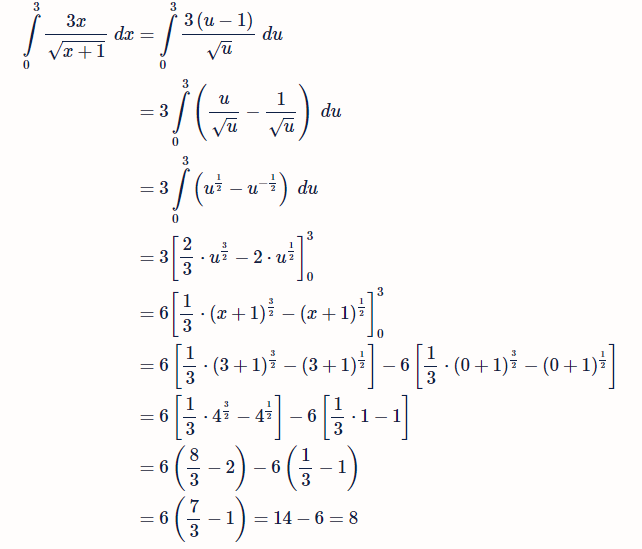 ∫₀³ 3x/√(x + 1) dx = ∫₀³ 3 (u − 1)/√u du
= 3 ∫₀³ (u/√u − 1/√u) du
= 3 ∫₀³ (u^(1/2) − u^(−1/2)) du
= 3 [2/3 · u^(3/2) − 2 · u^(1/2)]₀³
= 6 [1/3 · (x + 1)^(3/2) − (x + 1)^(1/2)]₀³
= 6 [1/3 · (3 + 1)^(3/2) − (3 + 1)^(1/2)] − 6 [1/3 · (0 + 1)^(3/2) − (0 + 1)^(1/2)]
= 6 [1/3 · 4^(3/2) − 4^(1/2)] − 6 [1/3 · 1 − 1]
= 6 (8/3 − 2) − 6 (1/3 − 1)
= 6 (7/3 − 1) = 14 − 6 = 8